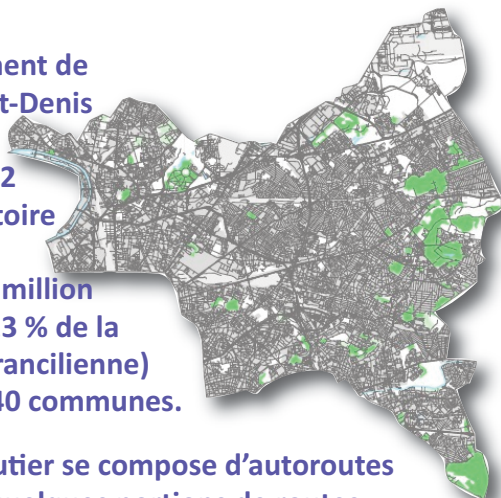 ment de
t-Denis
2
toire
million
3 % de la
rancilienne)
40 communes.
utier se compose d’autoroutes